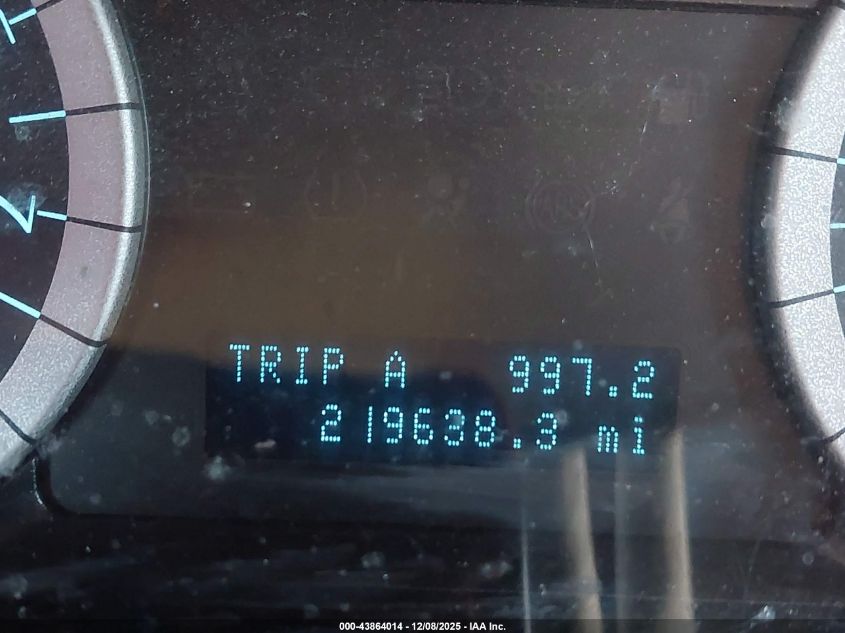 TRIP A 997.2
219638.3 mi
000-43864014 - 12/08/2025 - IAA Inc.